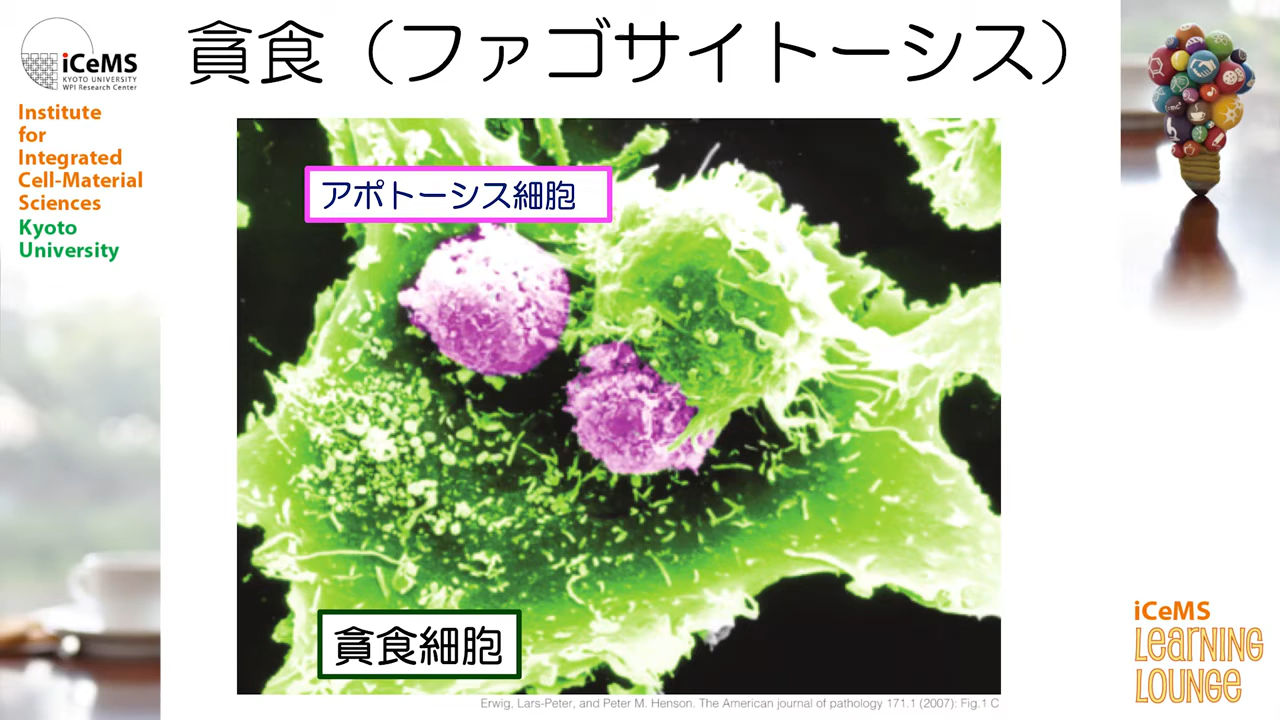 iCeMS
KYOTO UNIVERSITY
WPI Research Center
Institute
for
Integrated
Cell-Material
Sciences
Kyoto
University
貪食（ファゴサイトーシス）
アポトーシス細胞
貪食細胞
Erwig, Lars-Peter, and Peter M. Henson. The American journal of pathology 171.1 (2007): Fig.1 C
iCeMS
LEARNING
LOUNGE